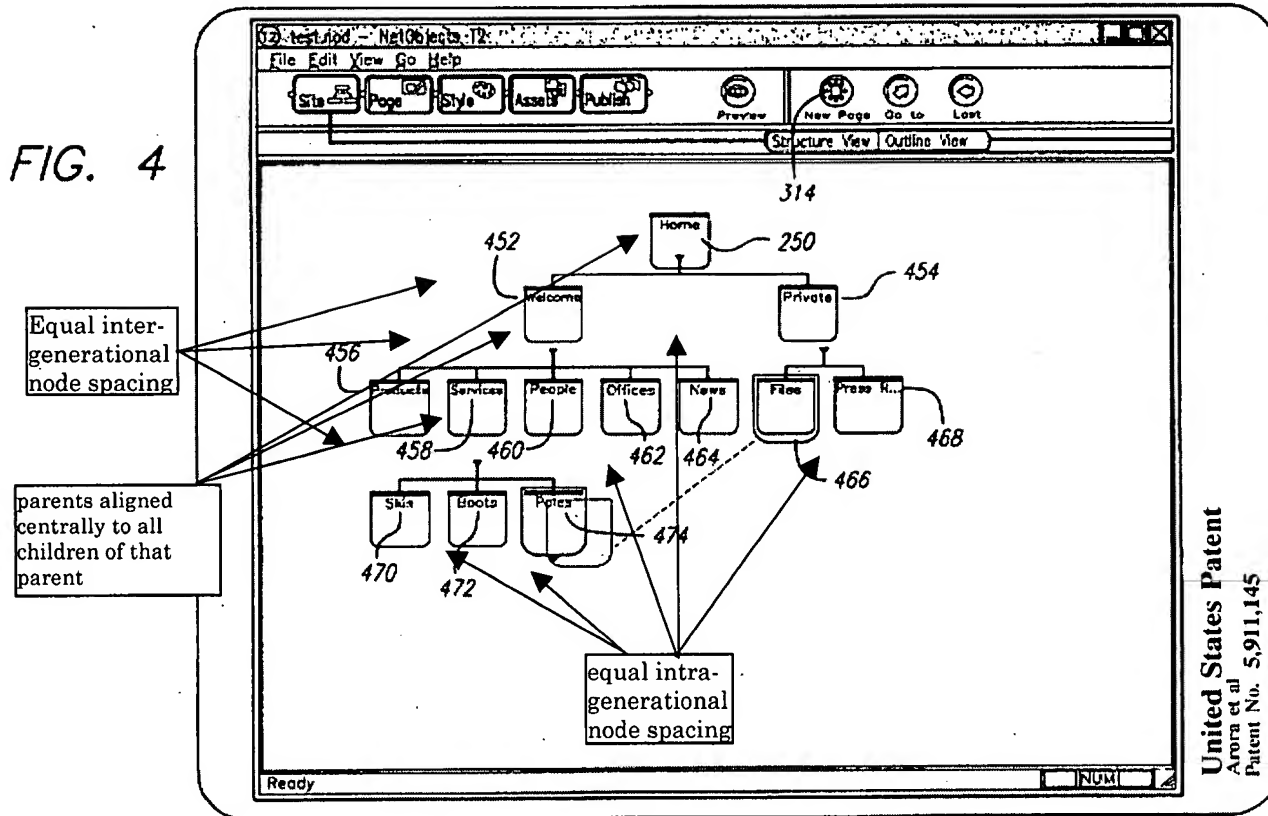 test.nod - NetObjects T2
File Edit View Go Help
Site Page Style Assets Publish
Preview New Page Go to Last
Structure View Outline View
FIG. 4
314
Home
250
452
Welcome
Private
454
Equal inter-
generational
node spacing
456
Products Services People Offices News Files Press R...
458 460 462 464 466 468
parents aligned
centrally to all
children of that
parent
Skis Boots Poles
470 472 474
equal intra-
generational
node spacing
Ready NUM
United States Patent
Arora et al
Patent No. 5,911,145